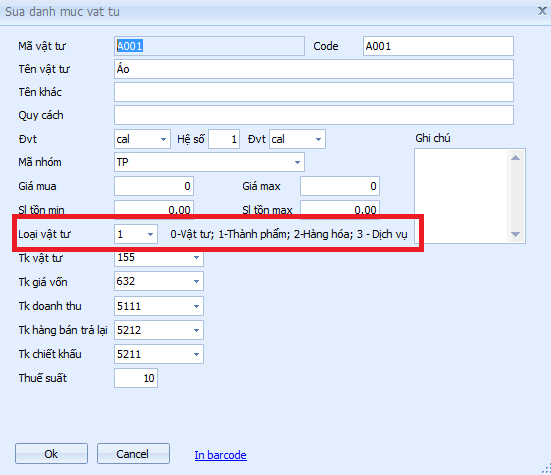 Sua danh muc vat tu
Mã vật tư A001 Code A001
Tên vật tư Áo
Tên khác
Quy cách
Đvt cal Hệ số 1 Đvt cal Ghi chú
Mã nhóm TP
Giá mua 0 Giá max 0
Sl tồn min 0.00 Sl tồn max 0.00
Loại vật tư 1 0-Vật tư; 1-Thành phẩm; 2-Hàng hóa; 3 - Dịch vụ
Tk vật tư 155
Tk giá vốn 632
Tk doanh thu 5111
Tk hàng bán trả lại 5212
Tk chiết khấu 5211
Thuế suất 10
Ok Cancel In barcode